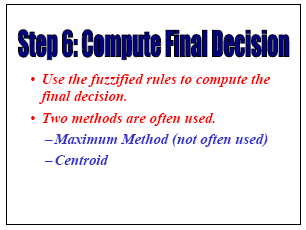 Step 6: Compute Final Decision
• Use the fuzzified rules to compute the
final decision.
• Two methods are often used.
– Maximum Method (not often used)
– Centroid